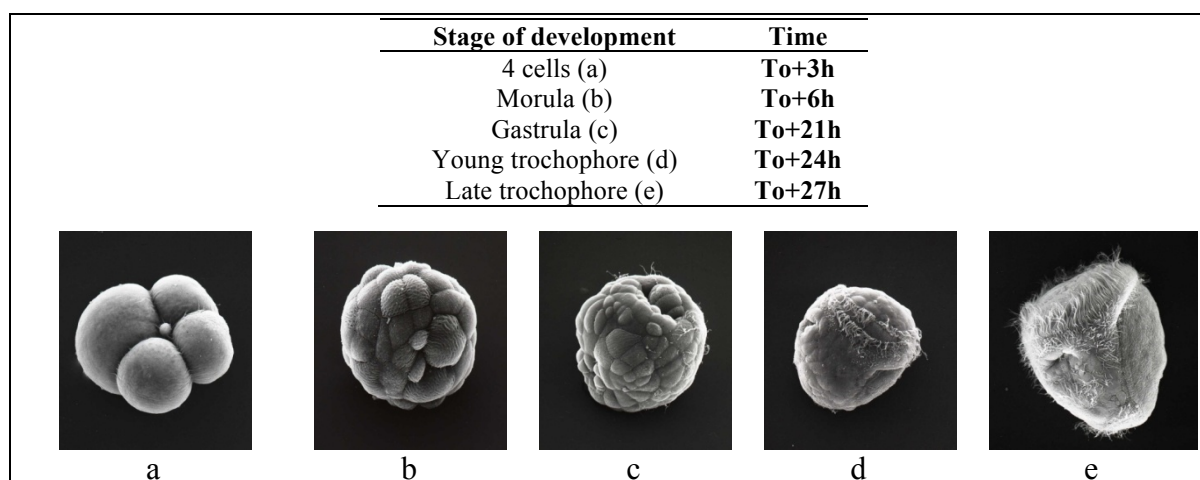 Stage of development Time
4 cells (a) To+3h
Morula (b) To+6h
Gastrula (c) To+21h
Young trochophore (d) To+24h
Late trochophore (e) To+27h
a b c d e